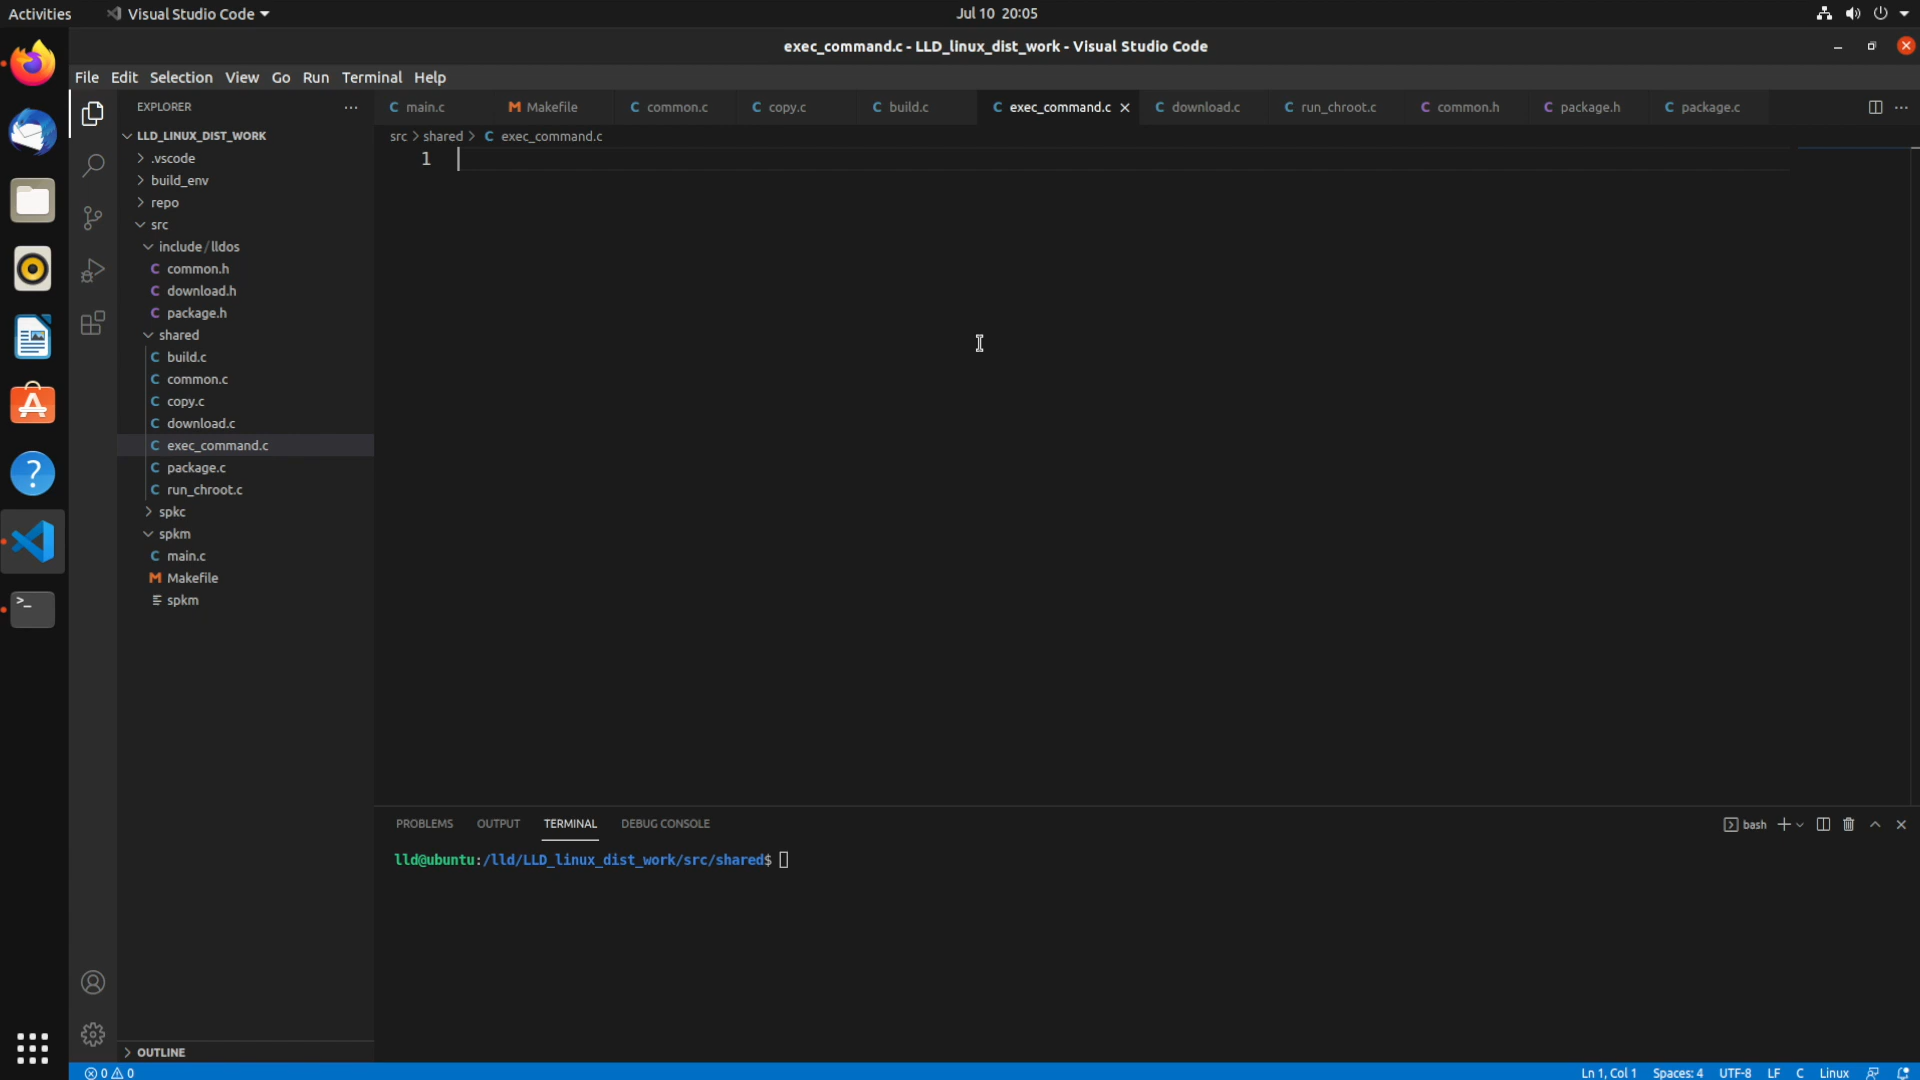 Activities
Visual Studio Code
Jul 10 20:05
exec_command.c - LLD_linux_dist_work - Visual Studio Code
File Edit Selection View Go Run Terminal Help
EXPLORER
LLD_LINUX_DIST_WORK
.vscode
build_env
repo
src
include / lldos
C common.h
C download.h
C package.h
shared
C build.c
C common.c
C copy.c
C download.c
C exec_command.c
C package.c
C run_chroot.c
spkc
spkm
C main.c
M Makefile
spkm
OUTLINE
C main.c
M Makefile
C common.c
C copy.c
C build.c
C exec_command.c
C download.c
C run_chroot.c
C common.h
C package.h
C package.c
src > shared > C exec_command.c
1
PROBLEMS OUTPUT TERMINAL DEBUG CONSOLE
bash
lld@ubuntu:/lld/LLD_linux_dist_work/src/shared$
0 0
Ln 1, Col 1 Spaces: 4 UTF-8 LF C Linux